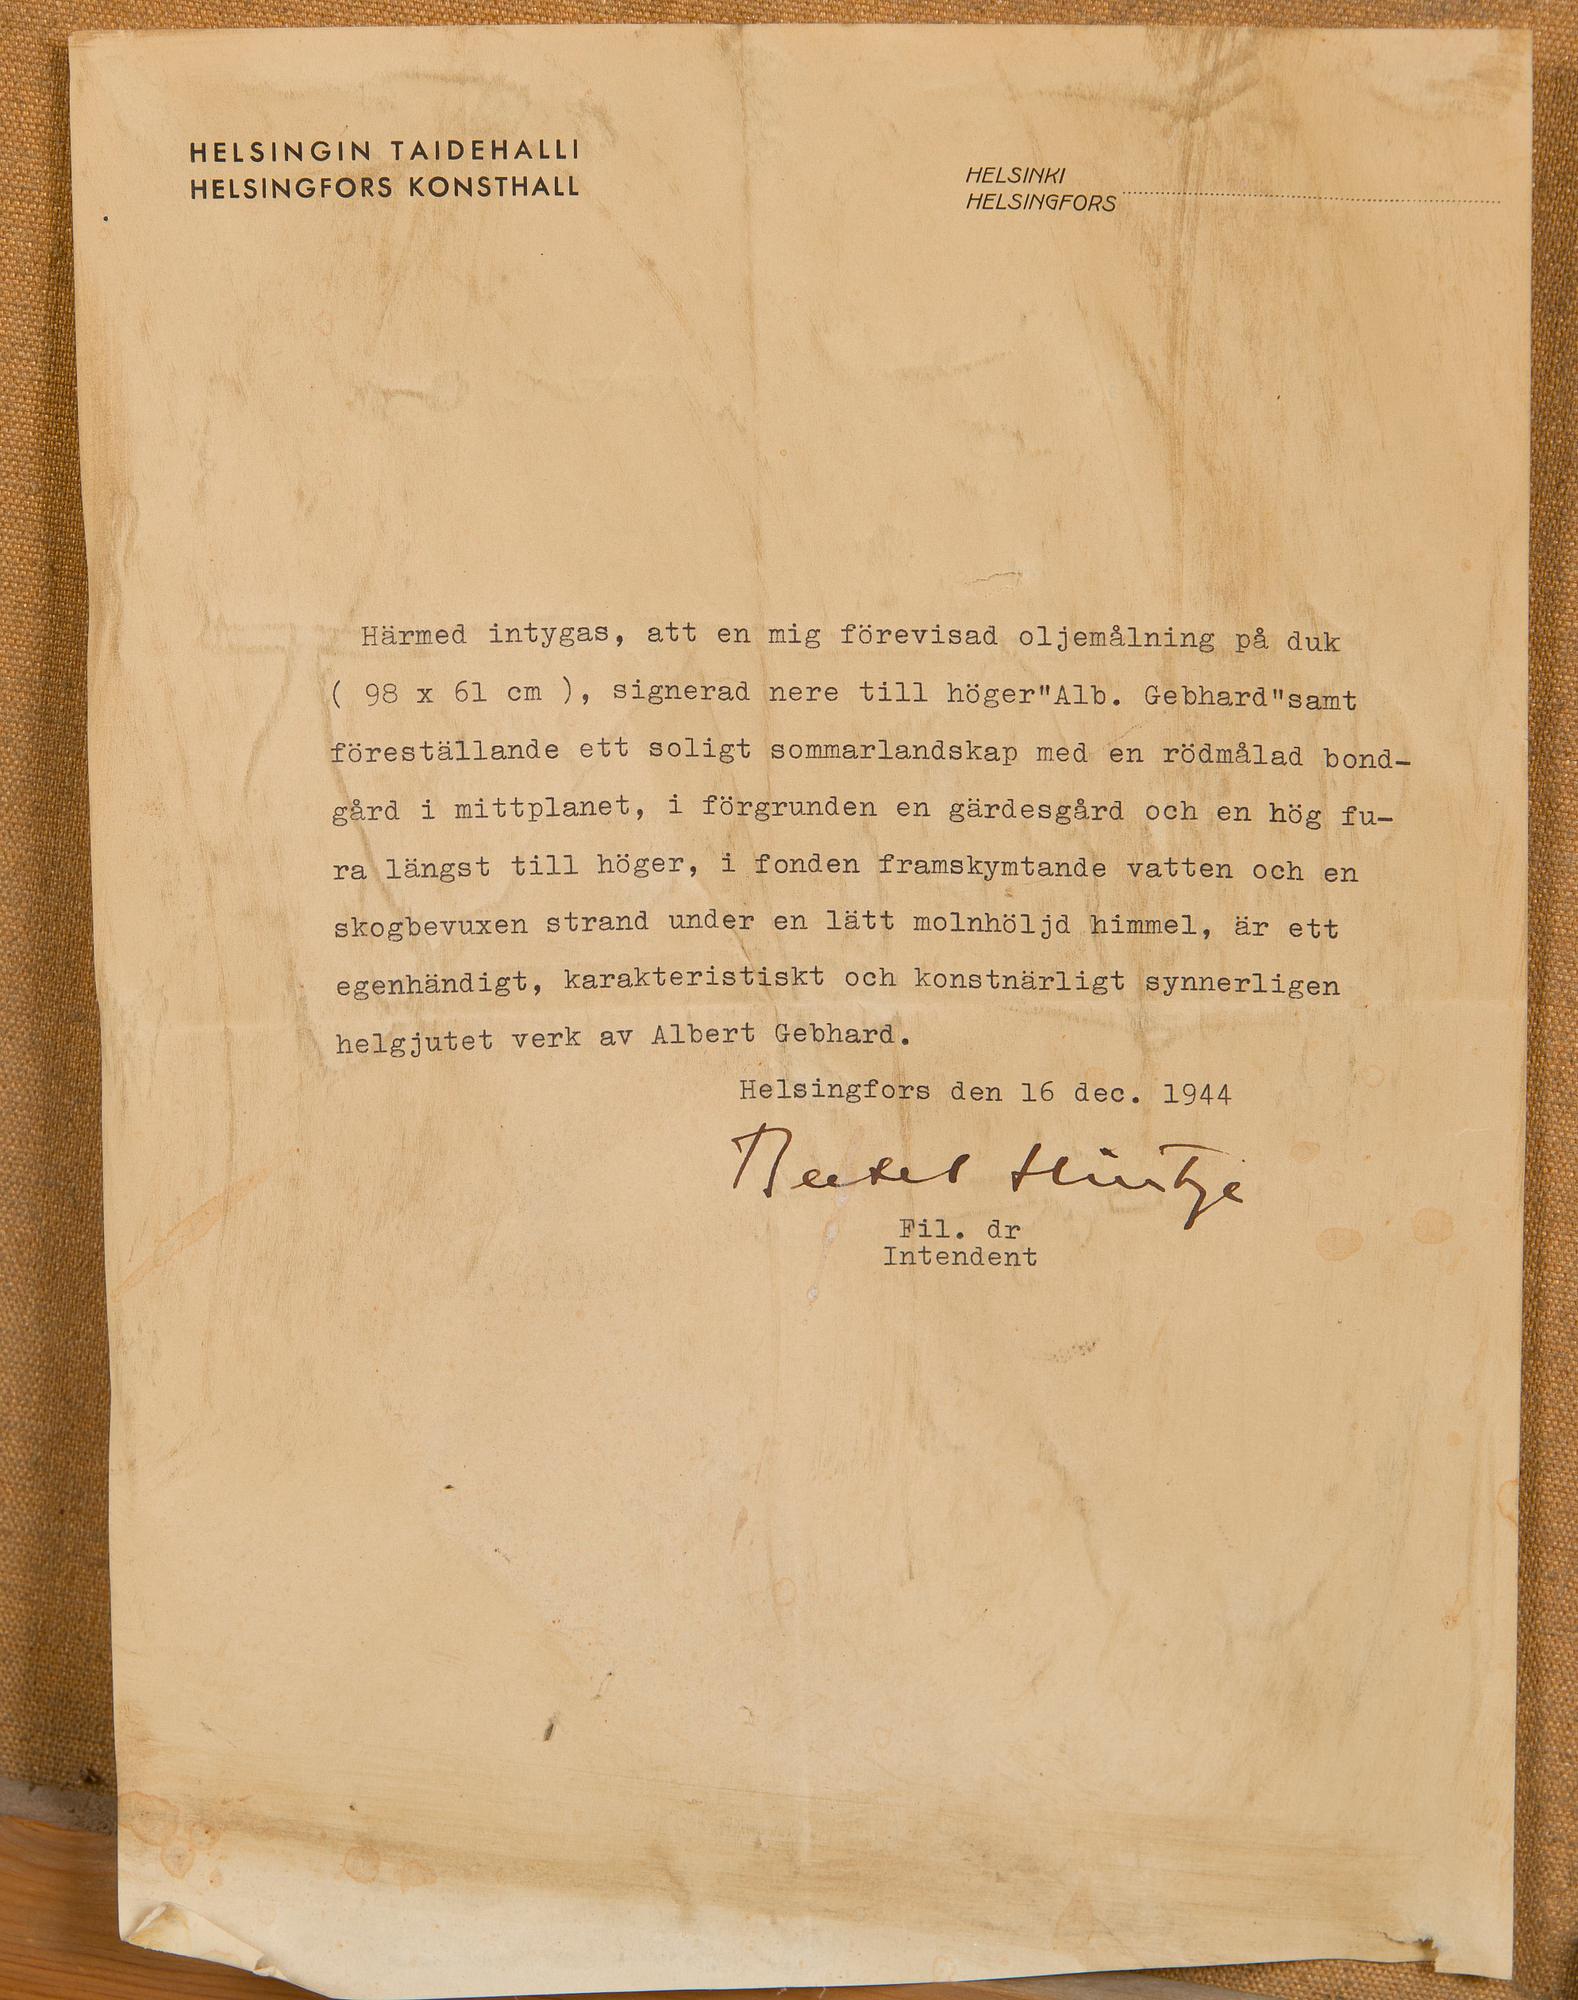 HELSINGIN TAIDEHALLI
HELSINGFORS KONSTHALL
HELSINKI
HELSINGFORS
Härmed intygas, att en mig förevisad oljemålning på duk
( 98 x 61 cm ), signerad nere till höger"Alb. Gebhard"samt
föreställande ett soligt sommarlandskap med en rödmålad bond-
gård i mittplanet, i förgrunden en gärdesgård och en hög fu-
ra längst till höger, i fonden framskymtande vatten och en
skogbevuxen strand under en lätt molnhöljd himmel, är ett
egenhändigt, karakteristiskt och konstnärligt synnerligen
helgjutet verk av Albert Gebhard.
Helsingfors den 16 dec. 1944
Bertel Hintze
Fil. dr
Intendent